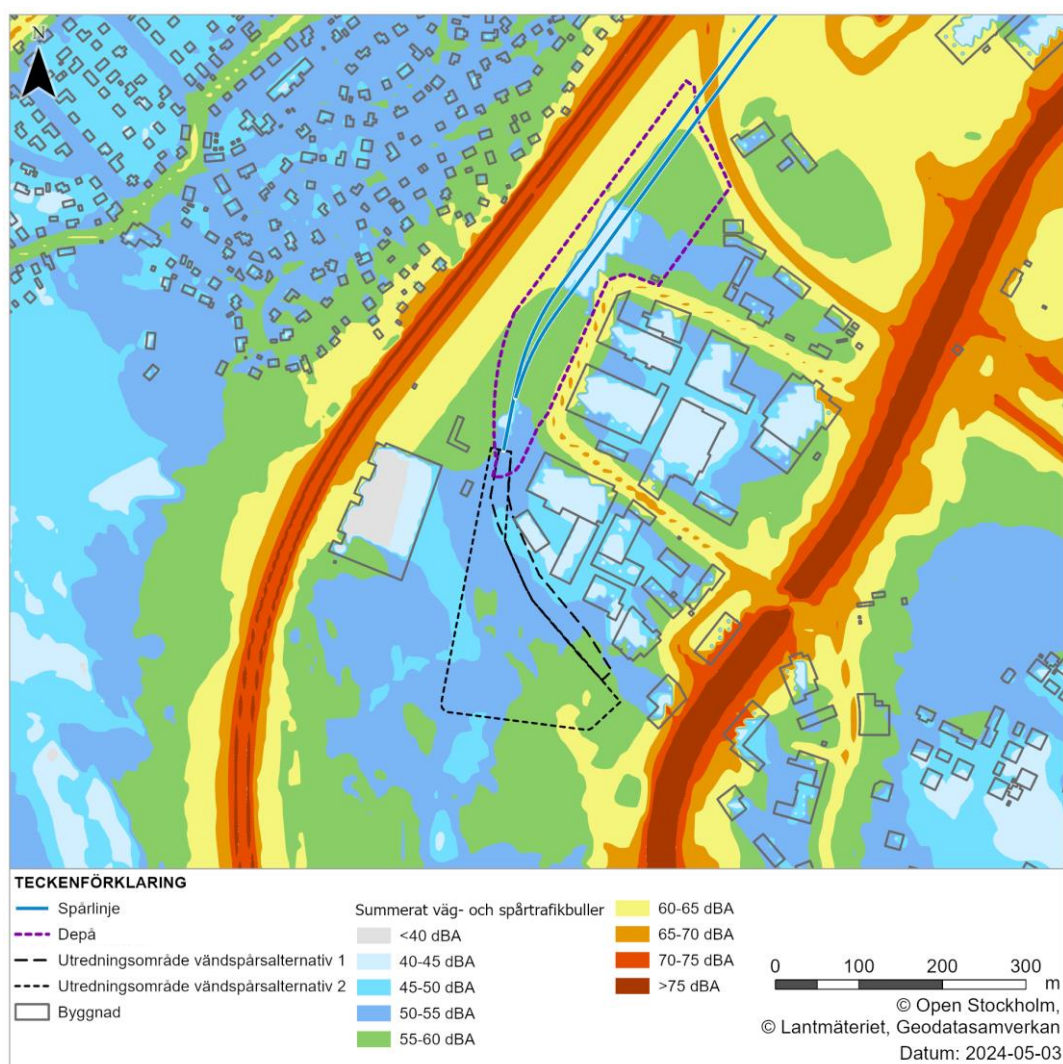 N
TECKENFÖRKLARING
Spårlinje
Depå
Utredningsområde vändspårsalternativ 1
Utredningsområde vändspårsalternativ 2
Byggnad
Summerat väg- och spårtrafikbuller
<40 dBA
40-45 dBA
45-50 dBA
50-55 dBA
55-60 dBA
60-65 dBA
65-70 dBA
70-75 dBA
>75 dBA
0 100 200 300
m
© Open Stockholm,
© Lantmäteriet, Geodatasamverkan
Datum: 2024-05-03